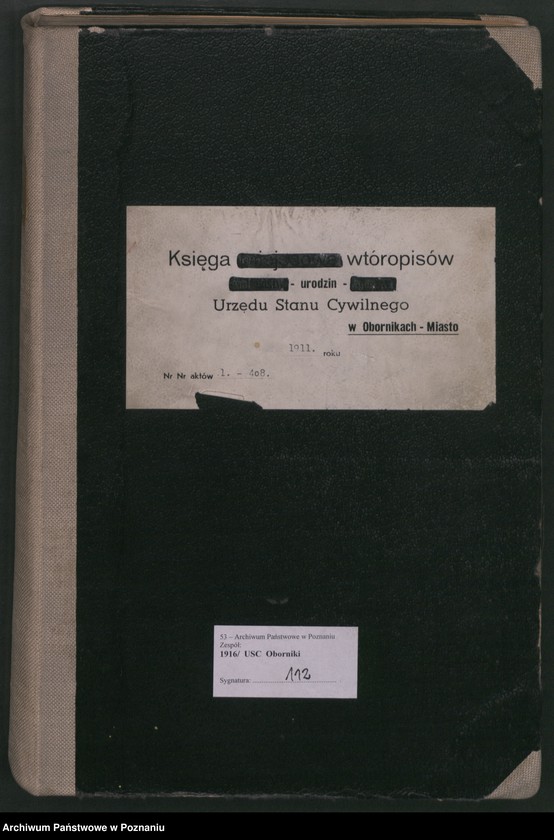 Księga wtóropisów
- urodzin -
Urzędu Stanu Cywilnego
w Obornikach - Miasto
1911. roku
Nr Nr aktów 1. - 408.
53 – Archiwum Państwowe w Poznaniu
Zespół:
1916/ USC Oborniki
Sygnatura: 112
Archiwum Państwowe w Poznaniu